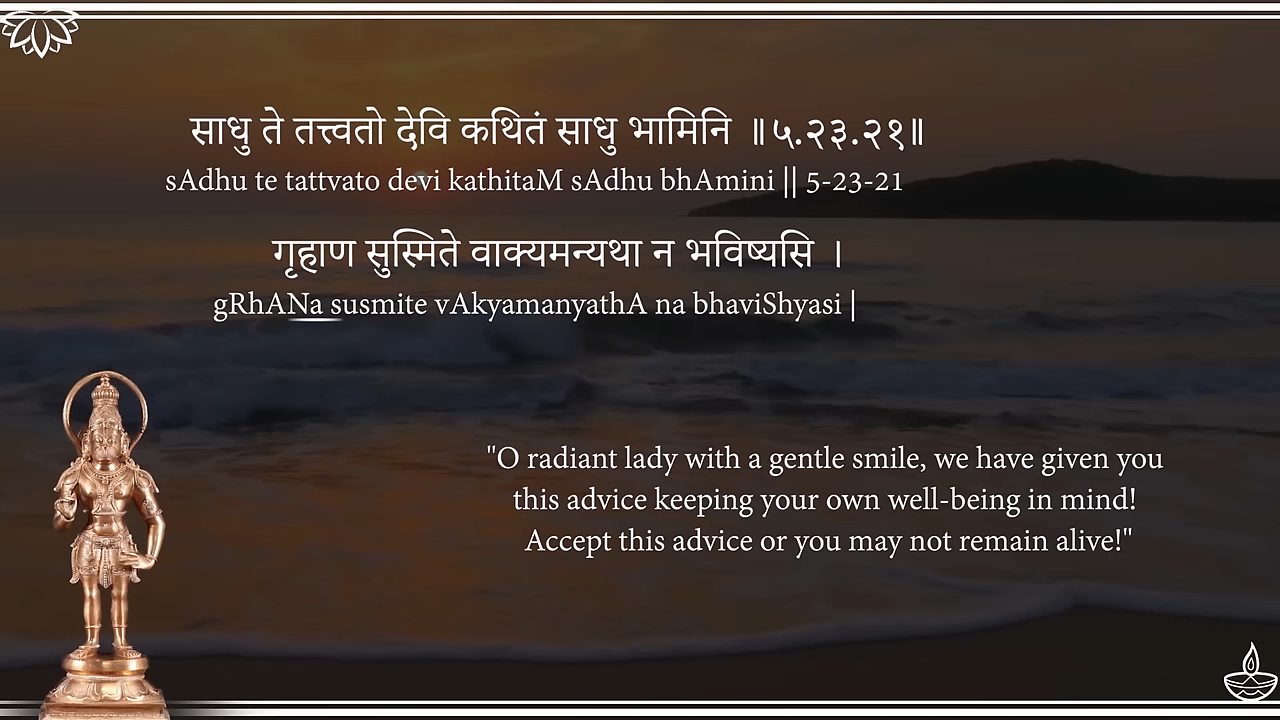 साधु ते तत्त्वतो देवि कथितं साधु भामिनि ॥५.२३.२१॥
sAdhu te tattvato devi kathitaM sAdhu bhAmini || 5-23-21
गृहाण सुस्मिते वाक्यमन्यथा न भविष्यसि ।
gRhANa susmite vAkyamanyathA na bhaviShyasi |
"O radiant lady with a gentle smile, we have given you
this advice keeping your own well-being in mind!
Accept this advice or you may not remain alive!"